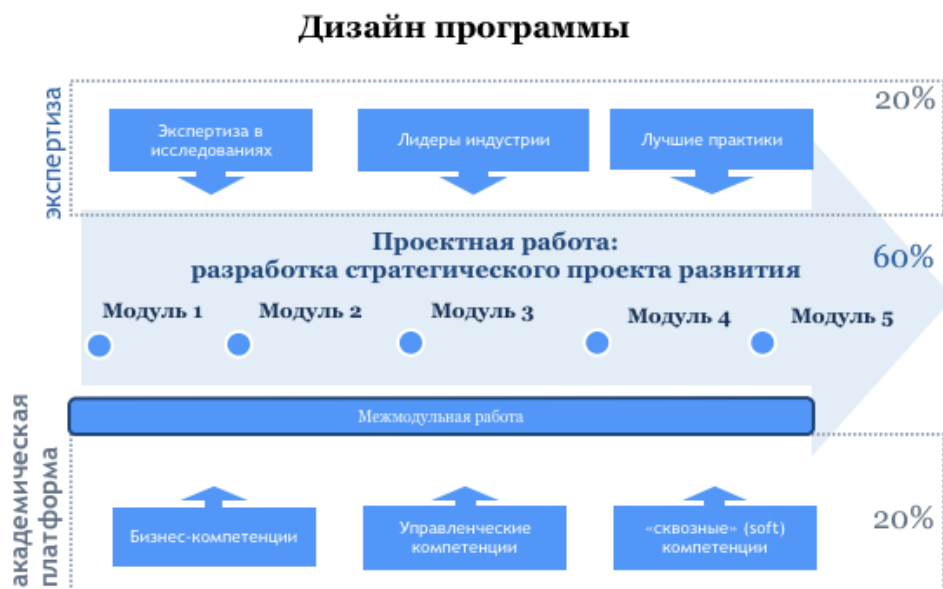 Дизайн программы
экспертиза
20%
Экспертиза в
исследованиях
Лидеры индустрии
Лучшие практики
Проектная работа:
разработка стратегического проекта развития
60%
Модуль 1
Модуль 2
Модуль 3
Модуль 4
Модуль 5
Межмодульная работа
академическая
платформа
20%
Бизнес-компетенции
Управленческие
компетенции
«сквозные» (soft)
компетенции